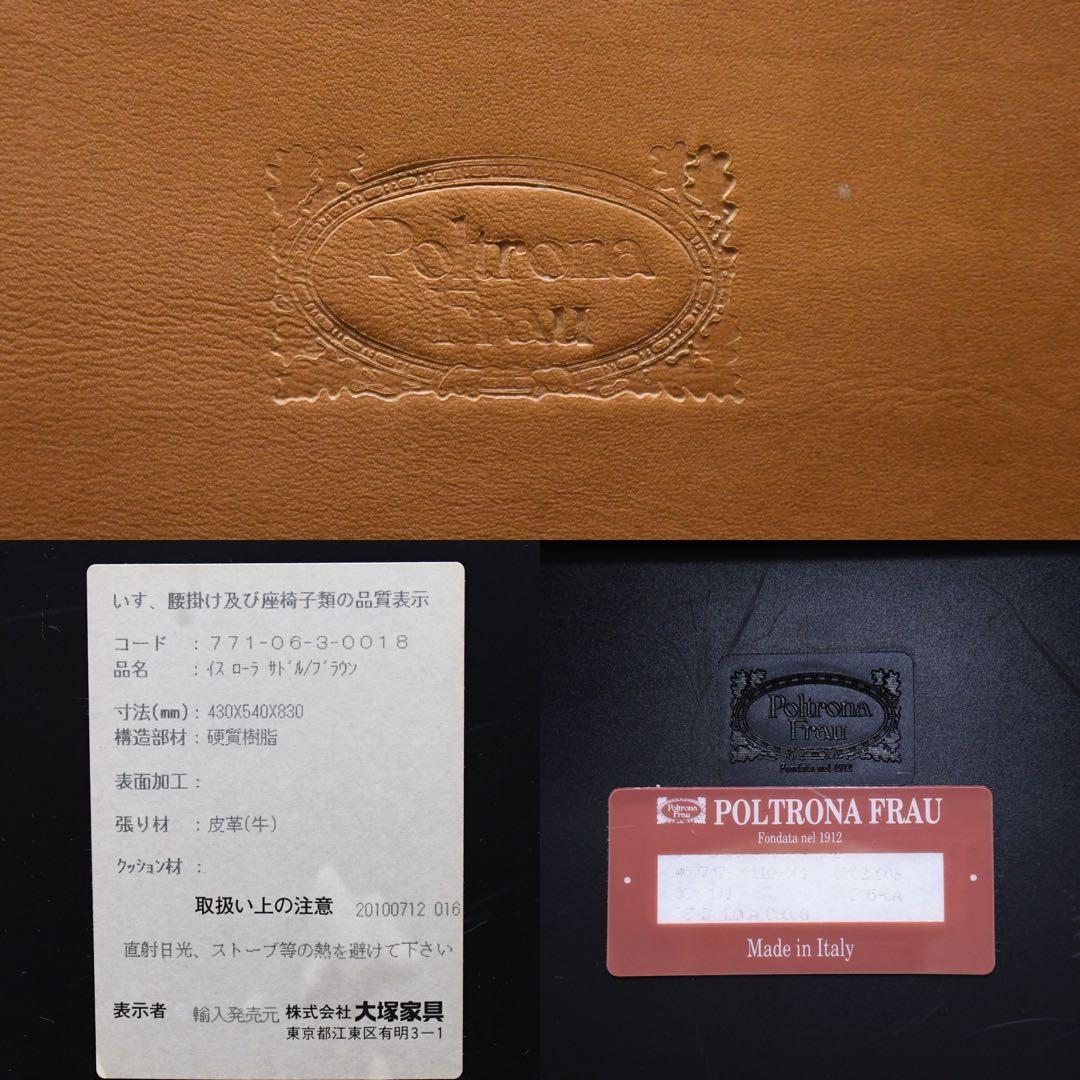 Poltrona
Frau
いす、腰掛け及び座椅子類の品質表示
コード : 771-06-3-0018
品名 : ｲｽ ﾛｰﾗ ｻﾄﾞﾙ/ﾌﾞﾗｳﾝ
寸法(mm) : 430X540X830
構造部材 : 硬質樹脂
表面加工 :
張り材 : 皮革(牛)
ｸｯｼｮﾝ材 :
取扱い上の注意 20100712 016
直射日光、ストーブ等の熱を避けて下さい
表示者 輸入発売元 株式会社 大塚家具
東京都江東区有明3-1
Poltrona
Frau
Fondata nel 1912
Poltrona
Frau
POLTRONA FRAU
Fondata nel 1912
Made in Italy